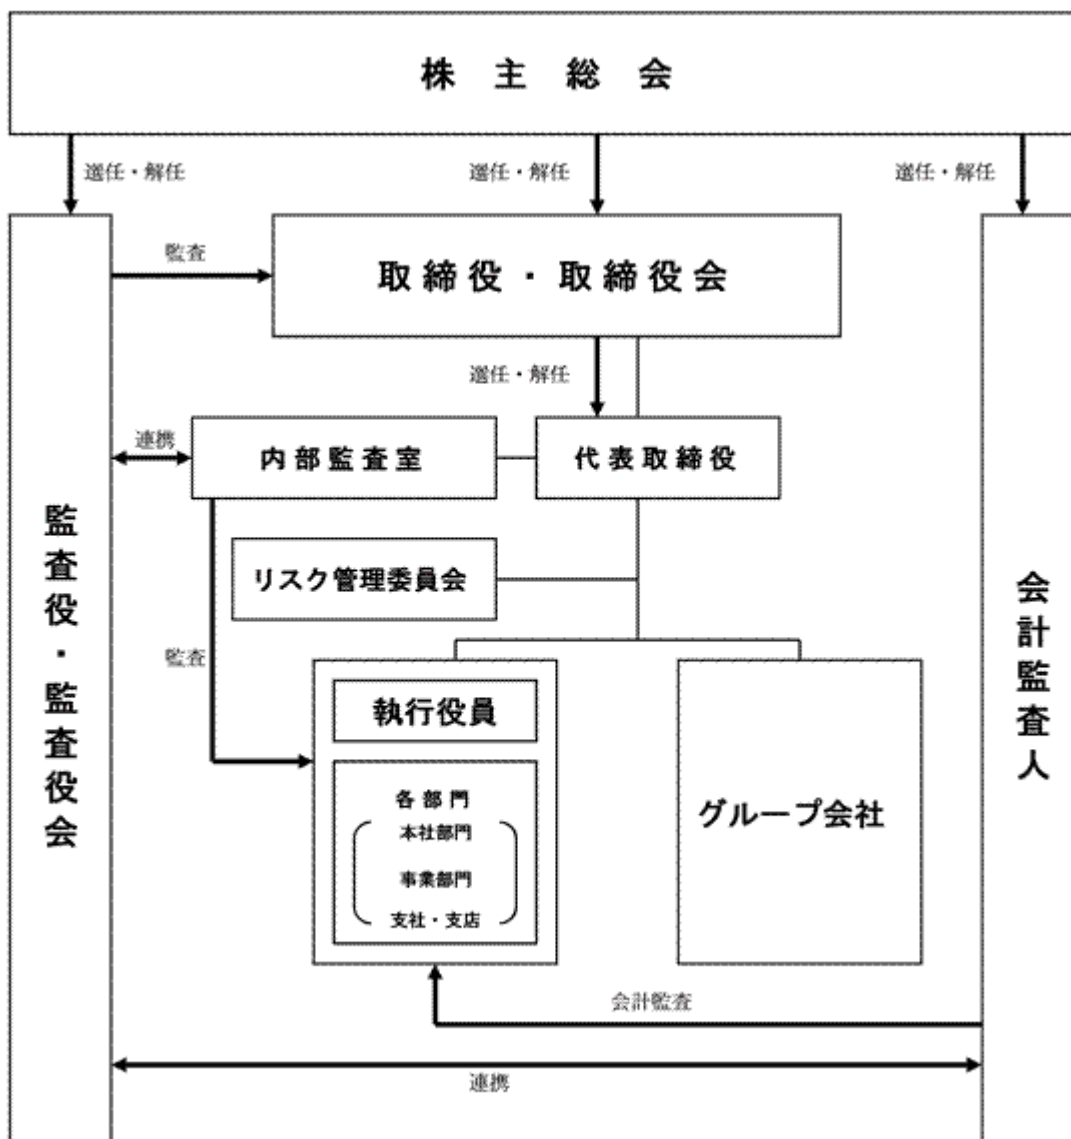 株主総会
選任・解任
選任・解任
選任・解任
監査
取締役・取締役会
選任・解任
連携
内部監査室
代表取締役
監査役・監査役会
リスク管理委員会
会計監査人
監査
執行役員
各部門
本社部門
事業部門
支社・支店
グループ会社
会計監査
連携